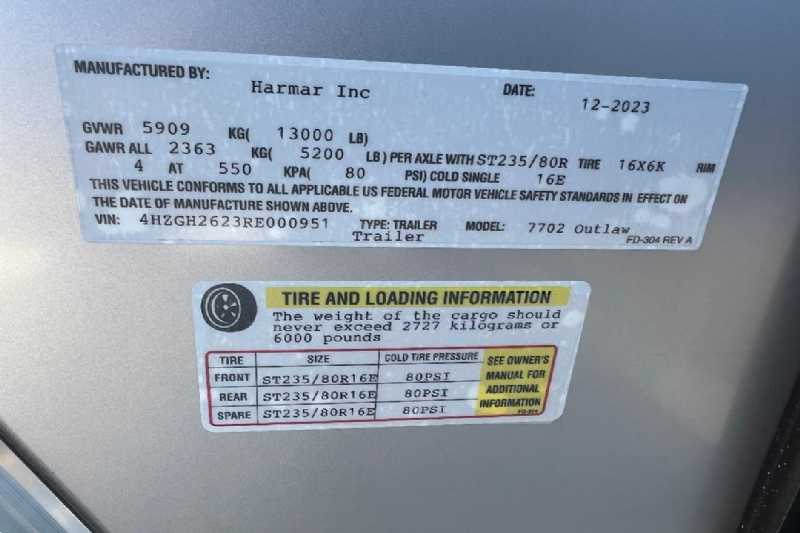 MANUFACTURED BY: Harmar Inc DATE: 12-2023
GVWR 5909 KG( 13000 LB)
GAWR ALL 2363 KG( 5200 LB) PER AXLE WITH ST235/80R TIRE 16X6K RIM
4 AT 550 KPA( 80 PSI) COLD SINGLE 16E
THIS VEHICLE CONFORMS TO ALL APPLICABLE US FEDERAL MOTOR VEHICLE SAFETY STANDARDS IN EFFECT ON
THE DATE OF MANUFACTURE SHOWN ABOVE.
VIN: 4HZGH2623RE000951 TYPE: TRAILER MODEL: 7702 Outlaw
Trailer FD-304 REV A
TIRE AND LOADING INFORMATION
The weight of the cargo should
never exceed 2727 kilograms or
6000 pounds
TIRE SIZE COLD TIRE PRESSURE SEE OWNER'S
FRONT ST235/80R16E 80PSI MANUAL FOR
REAR ST235/80R16E 80PSI ADDITIONAL
SPARE ST235/80R16E 80PSI INFORMATION